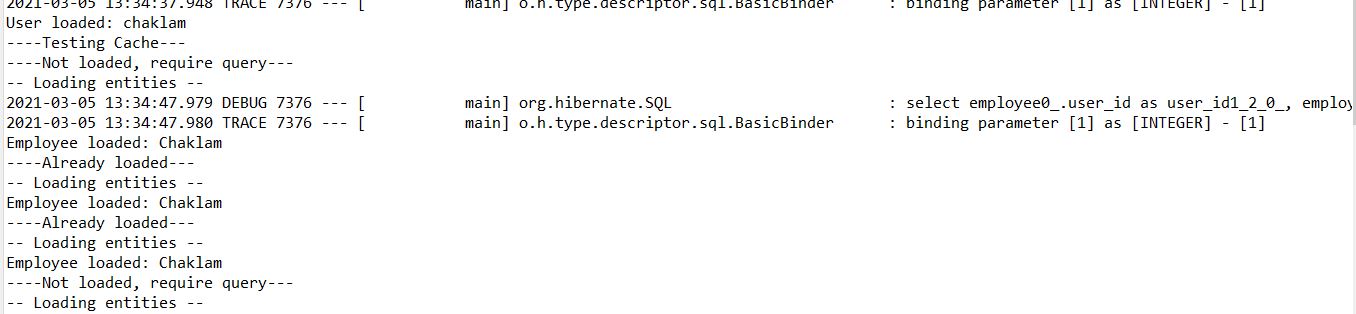 2021-03-05 13:34:37.948 TRACE 7376 --- [           main] o.h.type.descriptor.sql.BasicBinder      : binding parameter [1] as [INTEGER] - [1]
User loaded: chaklam
----Testing Cache---
----Not loaded, require query---
-- Loading entities --
2021-03-05 13:34:47.979 DEBUG 7376 --- [           main] org.hibernate.SQL                        : select employee0_.user_id as user_id1_2_0_, employ
2021-03-05 13:34:47.980 TRACE 7376 --- [           main] o.h.type.descriptor.sql.BasicBinder      : binding parameter [1] as [INTEGER] - [1]
Employee loaded: Chaklam
----Already loaded---
-- Loading entities --
Employee loaded: Chaklam
----Already loaded---
-- Loading entities --
Employee loaded: Chaklam
----Not loaded, require query---
-- Loading entities --